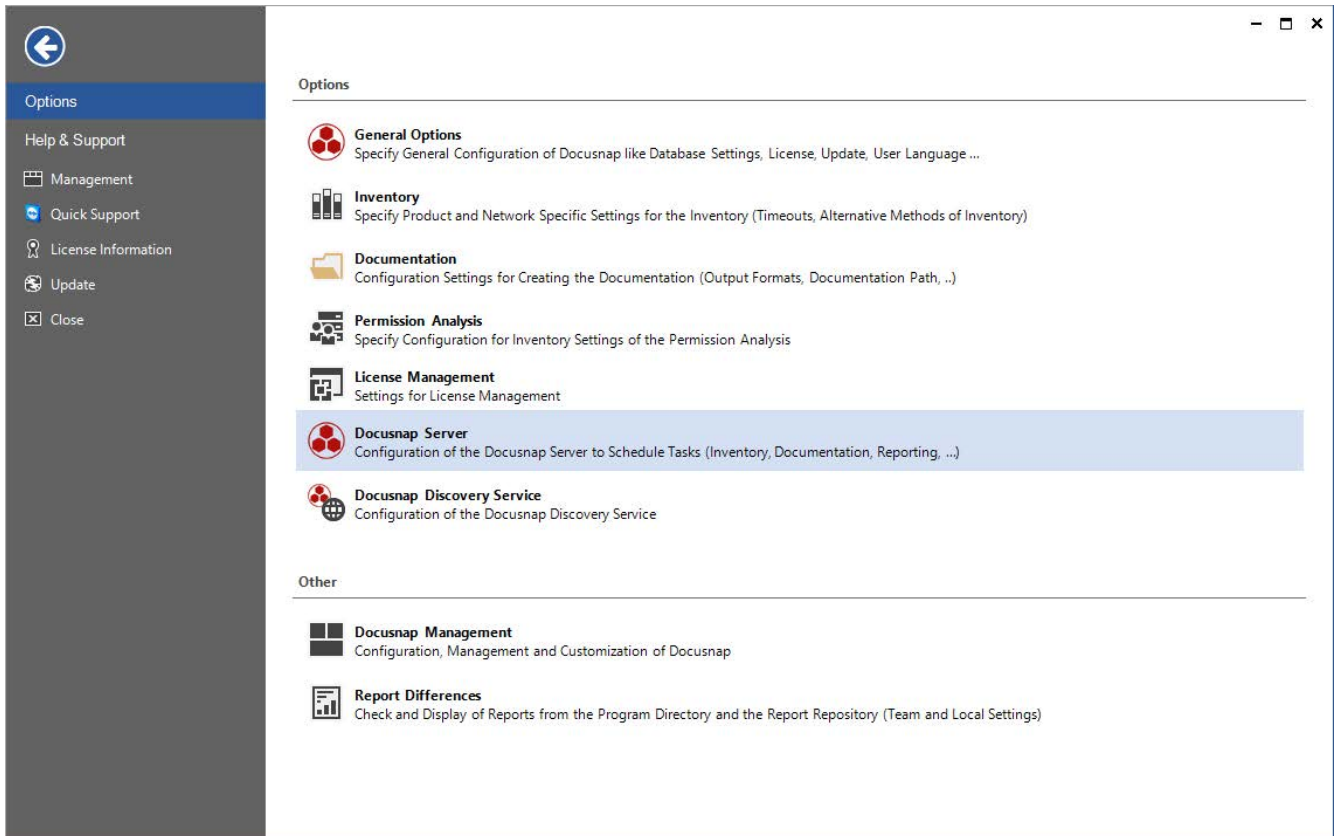 Options
Help & Support
Management
Quick Support
License Information
Update
Close
Options
General Options
Specify General Configuration of Docusnap like Database Settings, License, Update, User Language ...
Inventory
Specify Product and Network Specific Settings for the Inventory (Timeouts, Alternative Methods of Inventory)
Documentation
Configuration Settings for Creating the Documentation (Output Formats, Documentation Path, ..)
Permission Analysis
Specify Configuration for Inventory Settings of the Permission Analysis
License Management
Settings for License Management
Docusnap Server
Configuration of the Docusnap Server to Schedule Tasks (Inventory, Documentation, Reporting, ...)
Docusnap Discovery Service
Configuration of the Docusnap Discovery Service
Other
Docusnap Management
Configuration, Management and Customization of Docusnap
Report Differences
Check and Display of Reports from the Program Directory and the Report Repository (Team and Local Settings)